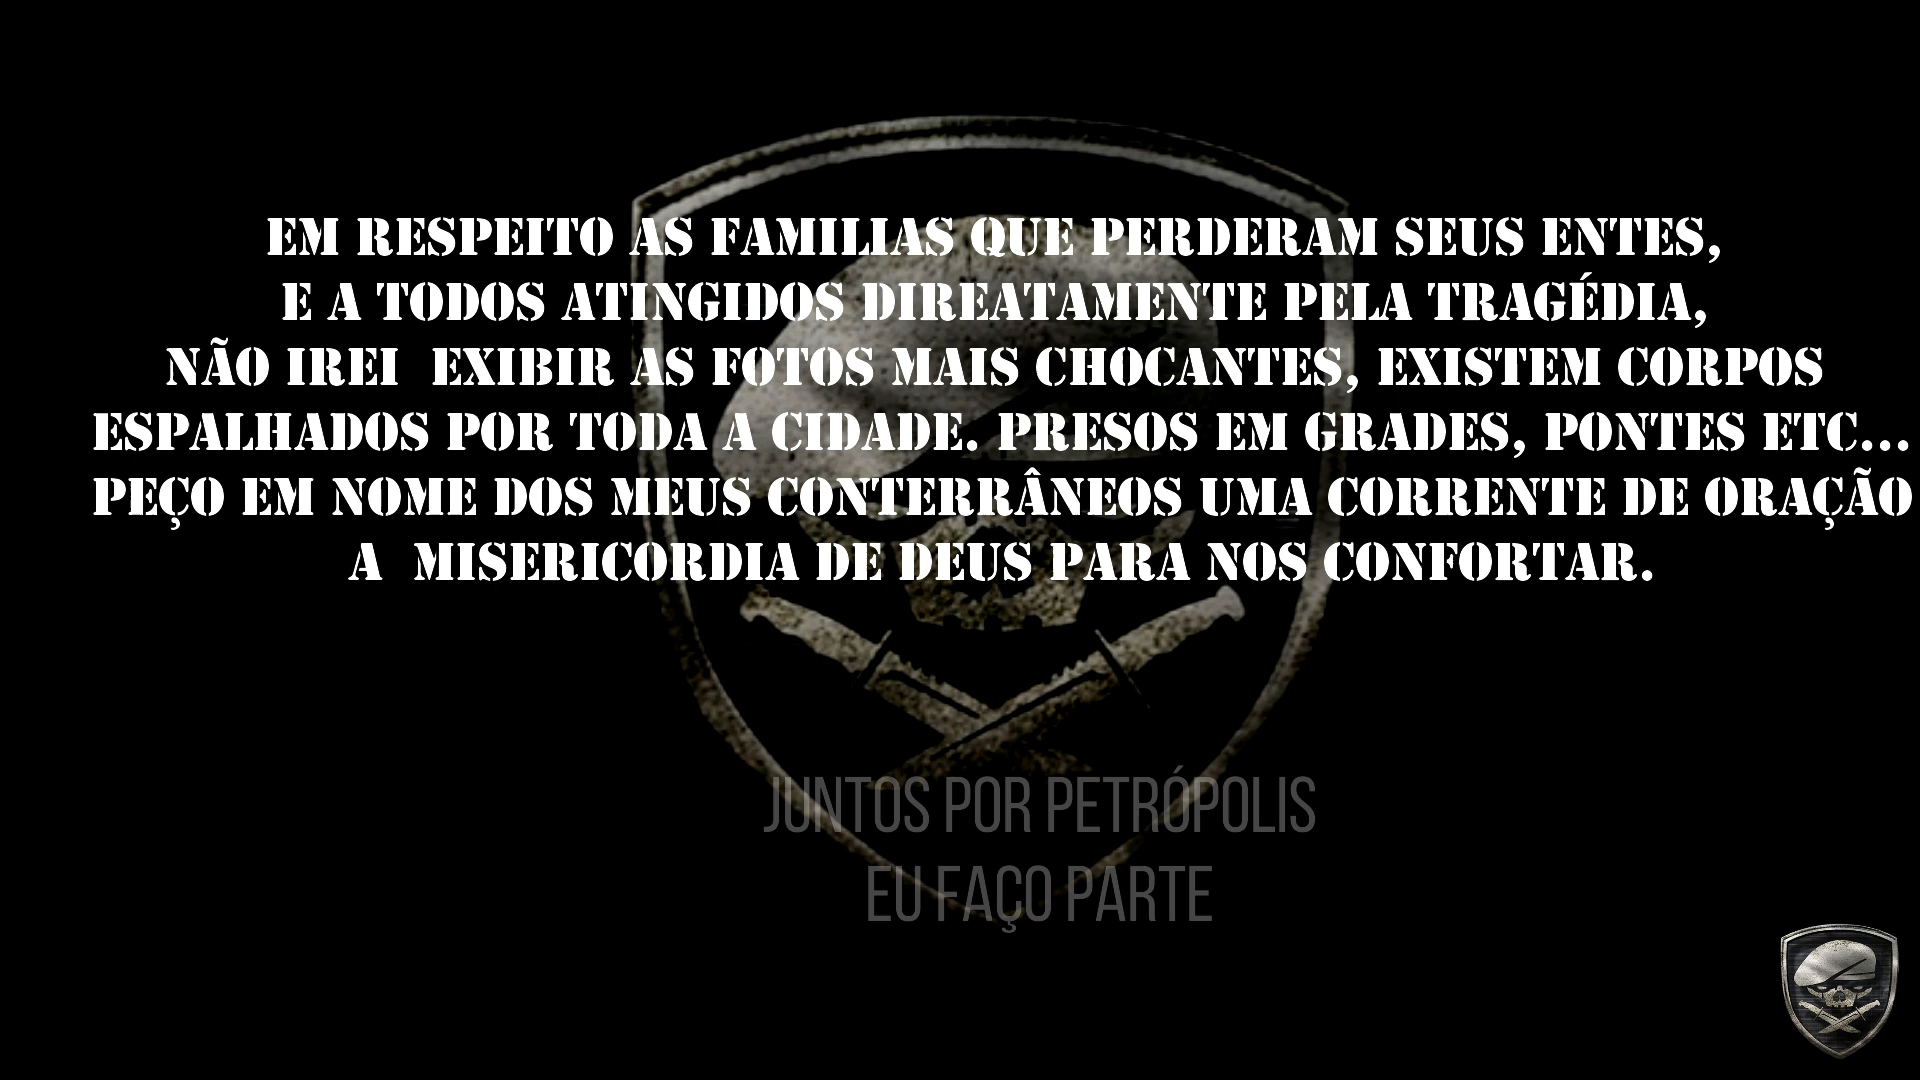 EM RESPEITO AS FAMILIAS QUE PERDERAM SEUS ENTES,
E A TODOS ATINGIDOS DIREATAMENTE PELA TRAGÉDIA,
NÃO IREI  EXIBIR AS FOTOS MAIS CHOCANTES, EXISTEM CORPOS
ESPALHADOS POR TODA A CIDADE. PRESOS EM GRADES, PONTES ETC...
PEÇO EM NOME DOS MEUS CONTERRÂNEOS UMA CORRENTE DE ORAÇÃO
A  MISERICORDIA DE DEUS PARA NOS CONFORTAR.
JUNTOS POR PETRÓPOLIS
EU FAÇO PARTE